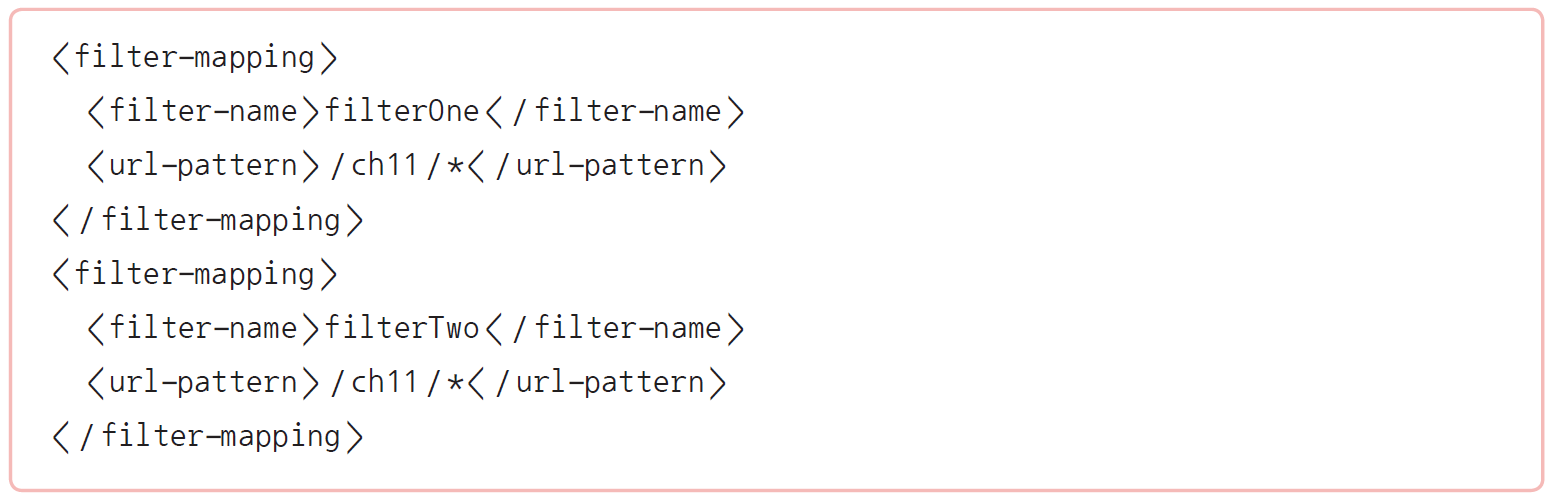 <filter-mapping>
<filter-name>filterOne</filter-name>
<url-pattern>/ch11/*</url-pattern>
</filter-mapping>
<filter-mapping>
<filter-name>filterTwo</filter-name>
<url-pattern>/ch11/*</url-pattern>
</filter-mapping>